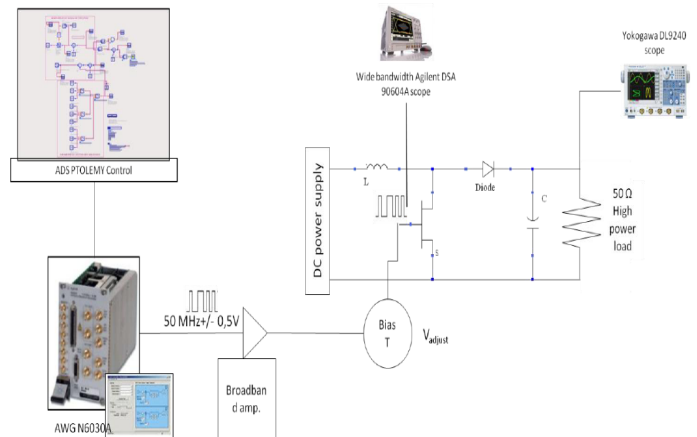 Yokogawa DL9240
scope
Wide bandwidth Agilent DSA
90604A scope
ADS PTOLEMY Control
DC power supply
L
Diode
C
S
50 Ω
High
power
load
50 MHz+/- 0,5V
Bias
T
Vadjust
Broadban
d amp.
AWG N6030A